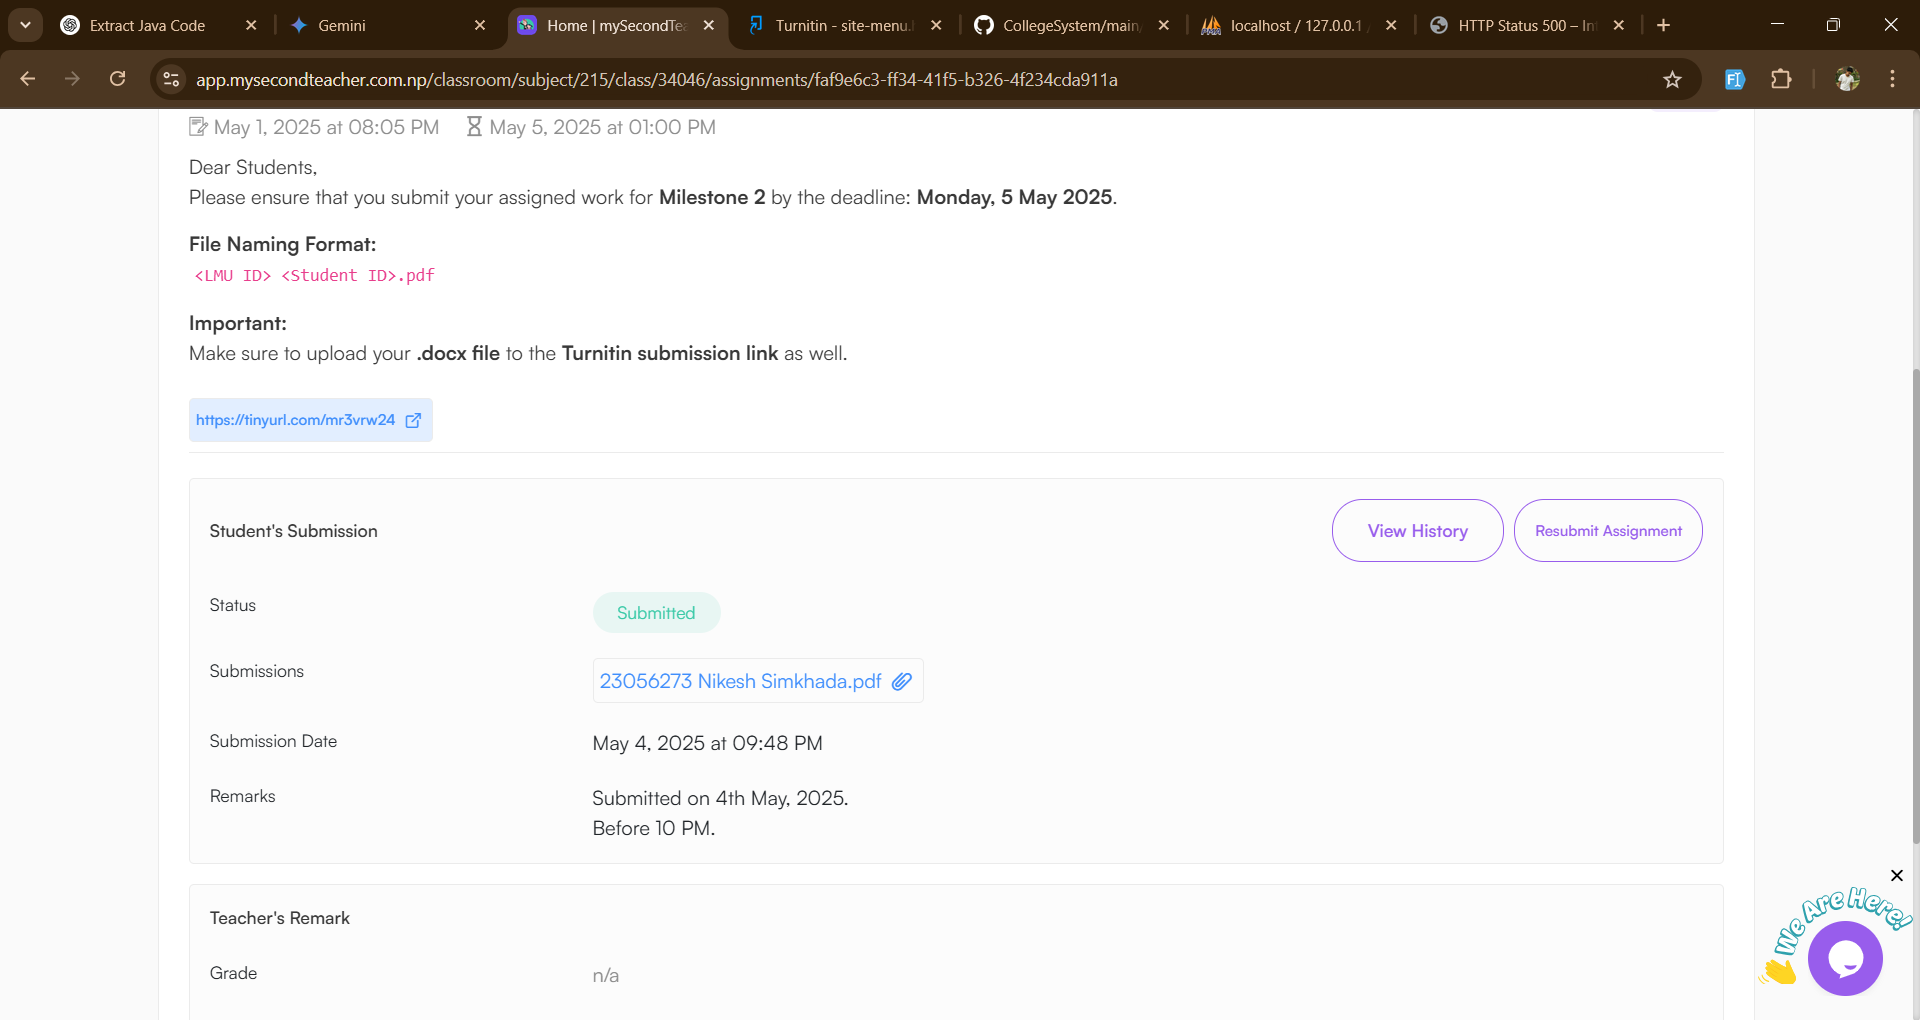 Extract Java Code
Gemini
Home | mySecondTea
Turnitin - site-menu.
CollegeSystem/main
localhost / 127.0.0.1
HTTP Status 500 – Int
app.mysecondteacher.com.np/classroom/subject/215/class/34046/assignments/faf9e6c3-ff34-41f5-b326-4f234cda911a
May 1, 2025 at 08:05 PM May 5, 2025 at 01:00 PM
Dear Students,
Please ensure that you submit your assigned work for Milestone 2 by the deadline: Monday, 5 May 2025.
File Naming Format:
<LMU ID> <Student ID>.pdf
Important:
Make sure to upload your .docx file to the Turnitin submission link as well.
https://tinyurl.com/mr3vrw24
Student's Submission
View History
Resubmit Assignment
Status
Submitted
Submissions
23056273 Nikesh Simkhada.pdf
Submission Date
May 4, 2025 at 09:48 PM
Remarks
Submitted on 4th May, 2025.
Before 10 PM.
Teacher's Remark
Grade
n/a
We Are Here!